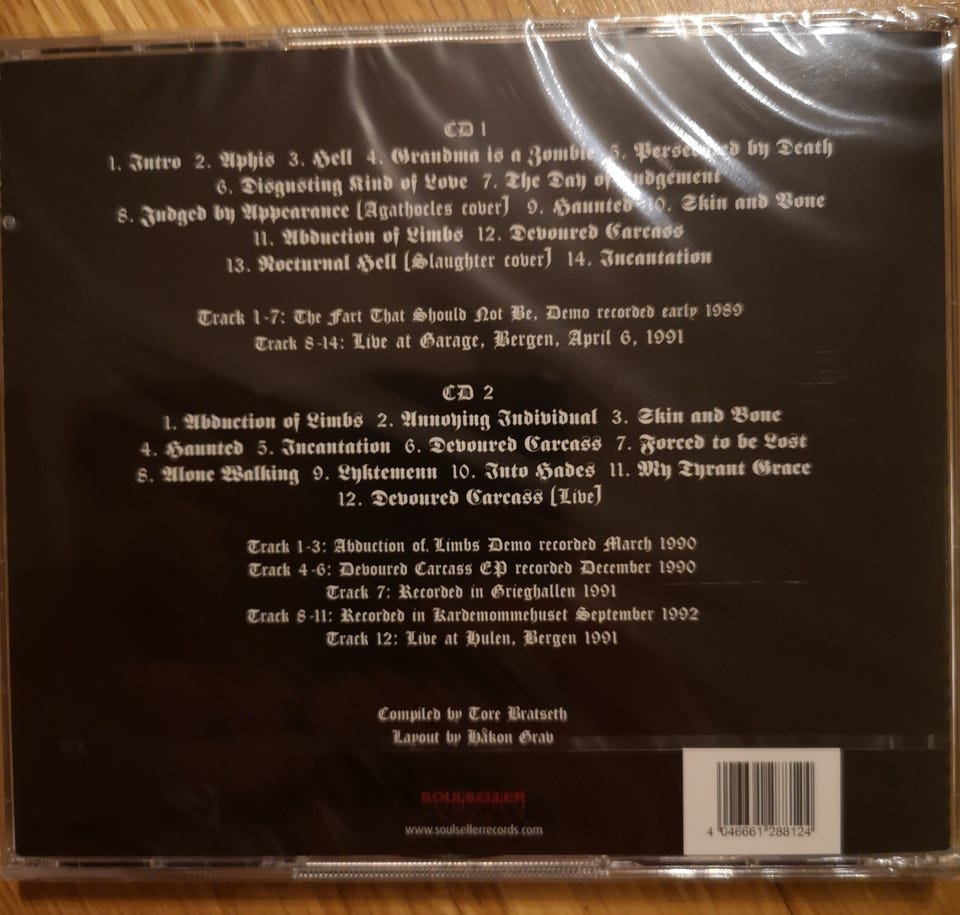 CD 1
1. Intro 2. Aphis 3. Hell 4. Grandma is a Zombie 5. Persecuted by Death
6. Disgusting Kind of Love 7. The Day of Judgement
8. Judged by Appearance (Agathocles cover) 9. Haunted 10. Skin and Bone
11. Abduction of Limbs 12. Devoured Carcass
13. Nocturnal Hell (Slaughter cover) 14. Incantation
Track 1-7: The Fart That Should Not Be, Demo recorded early 1989
Track 8-14: Live at Garage, Bergen, April 6, 1991
CD 2
1. Abduction of Limbs 2. Annoying Individual 3. Skin and Bone
4. Haunted 5. Incantation 6. Devoured Carcass 7. Forced to be Lost
8. Alone Walking 9. Lyktemenn 10. Into Hades 11. My Tyrant Grace
12. Devoured Carcass (Live)
Track 1-3: Abduction of Limbs Demo recorded March 1990
Track 4-6: Devoured Carcass EP recorded December 1990
Track 7: Recorded in Grieghallen 1991
Track 8-11: Recorded in Kardemommehuset September 1992
Track 12: Live at Hulen, Bergen 1991
Compiled by Tore Bratseth
Layout by Håkon Grav
SOULSELLER
www.soulsellerrecords.com
4 046661 288124